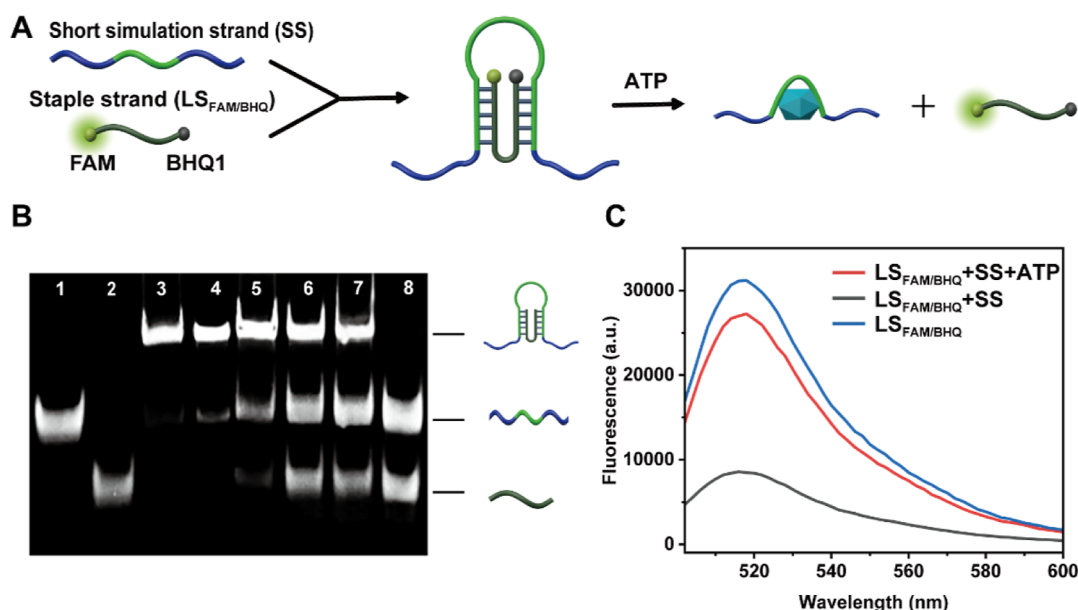 A
Short simulation strand (SS)
Staple strand (LSFAM/BHQ)
FAM BHQ1
ATP
+
B
1 2 3 4 5 6 7 8
C
Fluorescence (a.u.)
30000
20000
10000
0
LSFAM/BHQ+SS+ATP
LSFAM/BHQ+SS
LSFAM/BHQ
520 540 560 580 600
Wavelength (nm)